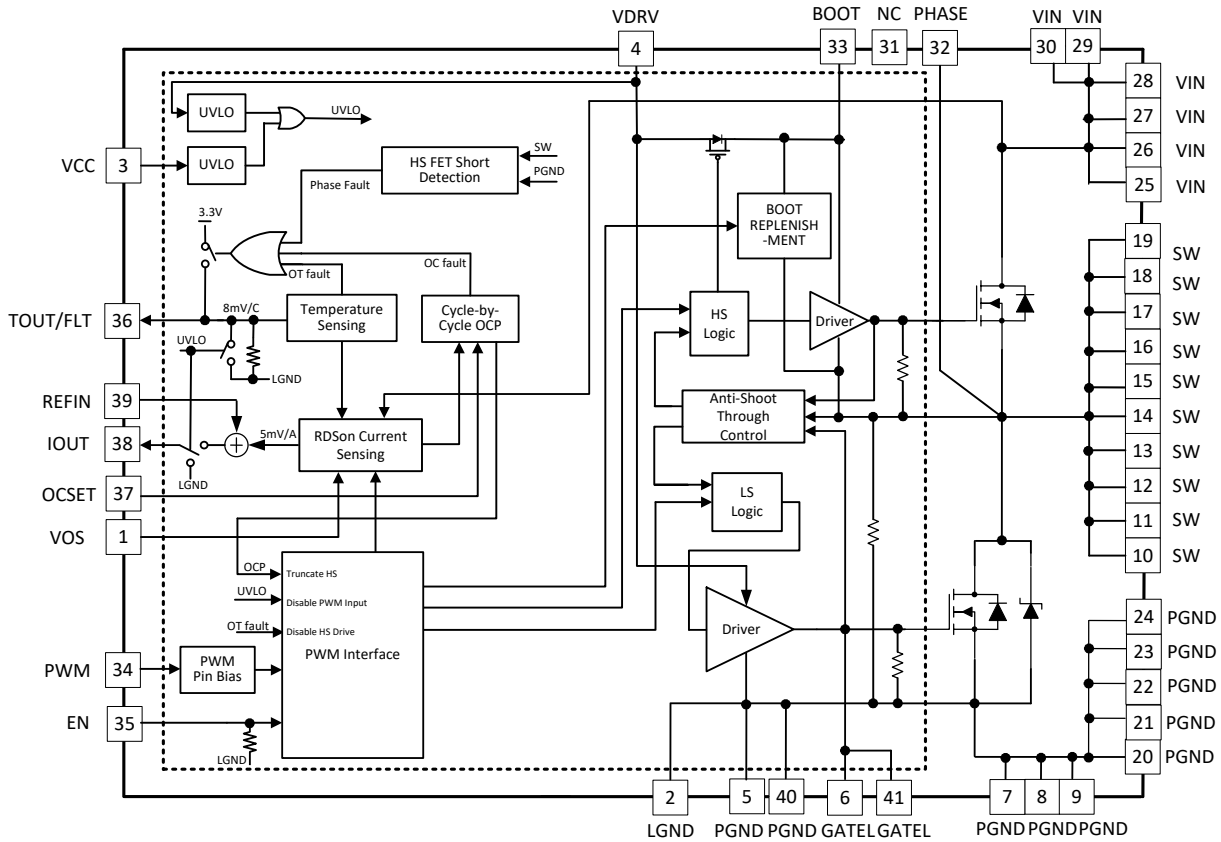 VDRV
BOOT
NC
PHASE
VIN
VIN
4
33
31
32
30
29
28
VIN
27
VIN
26
VIN
25
VIN
UVLO
UVLO
VCC
3
UVLO
HS FET Short
Detection
SW
PGND
Phase Fault
3.3V
OT fault
OC fault
BOOT
REPLENISH
-MENT
19
SW
18
SW
17
SW
16
SW
15
SW
14
SW
13
SW
12
SW
11
SW
10
SW
TOUT/FLT
36
8mV/C
Temperature
Sensing
Cycle-by-
Cycle OCP
HS
Logic
Driver
UVLO
LGND
REFIN
39
IOUT
38
+
5mV/A
RDSon Current
Sensing
Anti-Shoot
Through
Control
LGND
OCSET
37
LS
Logic
VOS
1
OCP
Truncate HS
UVLO
Disable PWM Input
OT fault
Disable HS Drive
PWM Interface
Driver
PWM
34
PWM
Pin Bias
EN
35
LGND
24
PGND
23
PGND
22
PGND
21
PGND
20
PGND
2
5
40
6
41
7
8
9
LGND
PGND
PGND
GATEL
GATEL
PGND
PGND
PGND